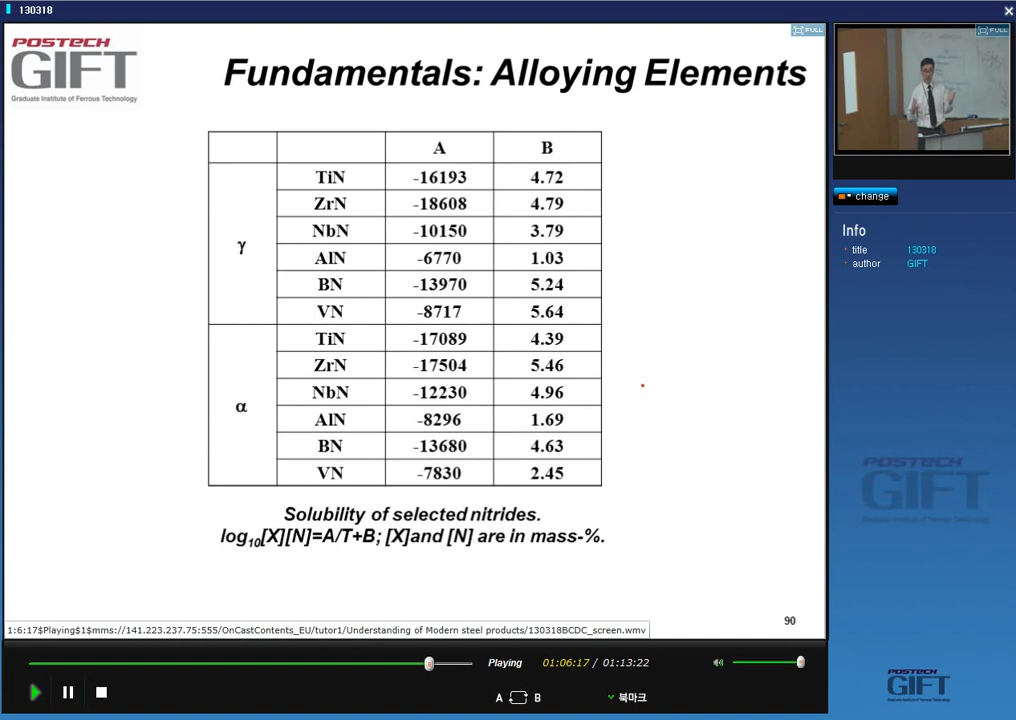 130318
POSTECH
GIFT
Graduate Institute of Ferrous Technology
Fundamentals: Alloying Elements
FULL
A B
γ
TiN -16193 4.72
ZrN -18608 4.79
NbN -10150 3.79
AlN -6770 1.03
BN -13970 5.24
VN -8717 5.64
α
TiN -17089 4.39
ZrN -17504 5.46
NbN -12230 4.96
AlN -8296 1.69
BN -13680 4.63
VN -7830 2.45
Solubility of selected nitrides.
log10[X][N]=A/T+B; [X]and [N] are in mass-%.
90
1:6:17$Playing$1$mms://141.223.237.75:555/OnCastContents_EU/tutor1/Understanding of Modern steel products/130318BCDC_screen.wmv
Playing 01:06:17 / 01:13:22
A B 북마크
FULL
change
Info
title 130318
author GIFT
POSTECH
GIFT
POSTECH
GIFT